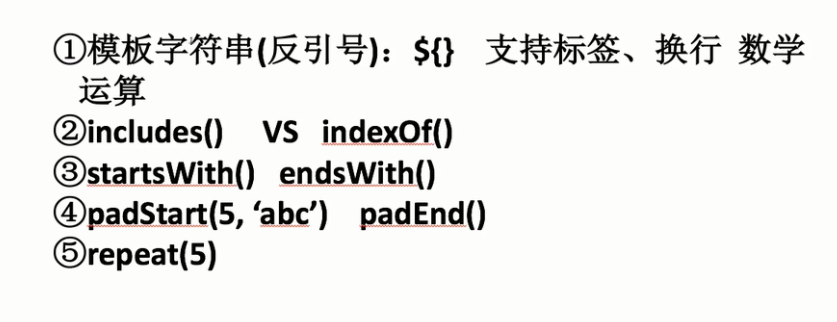 ①模板字符串(反引号)：${} 支持标签、换行 数学
运算
②includes() VS indexOf()
③startsWith() endsWith()
④padStart(5, ‘abc’) padEnd()
⑤repeat(5)